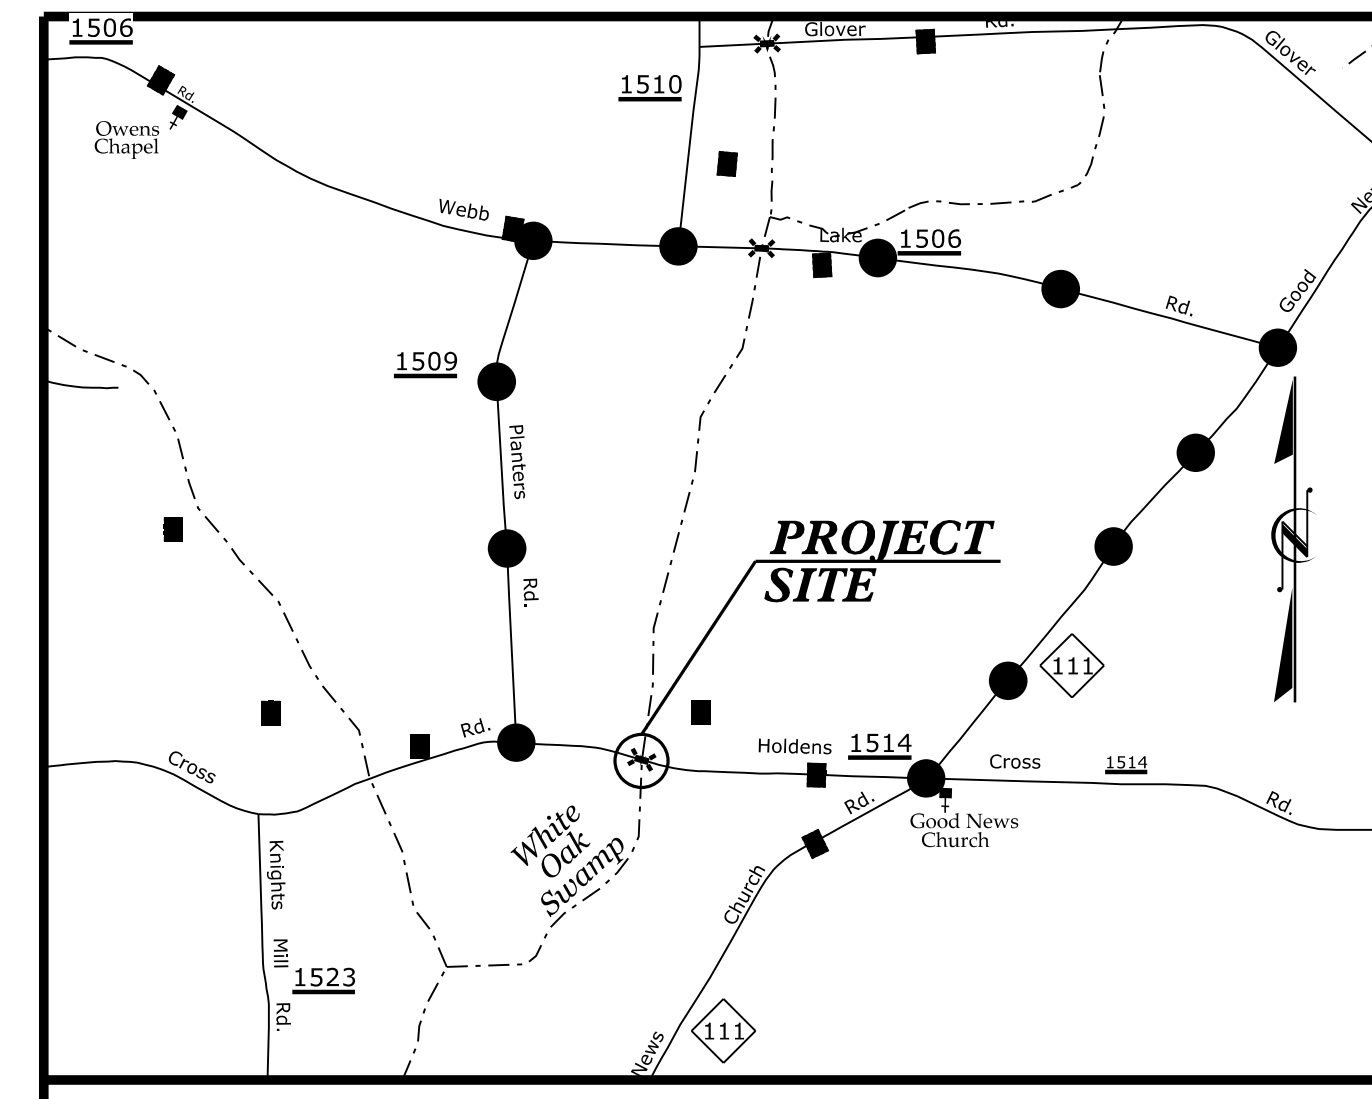 1506
Glover
Rd.
Glover
1510
Rd.
Owens
Chapel
Webb
Lake
1506
Rd.
Good
1509
Planters
Rd.
PROJECT
SITE
111
Rd.
Holdens
1514
Cross
1514
Cross
Rd.
Rd.
Good News
Church
White
Oak
Swamp
Church
Knights
Mill
Rd.
1523
111
News